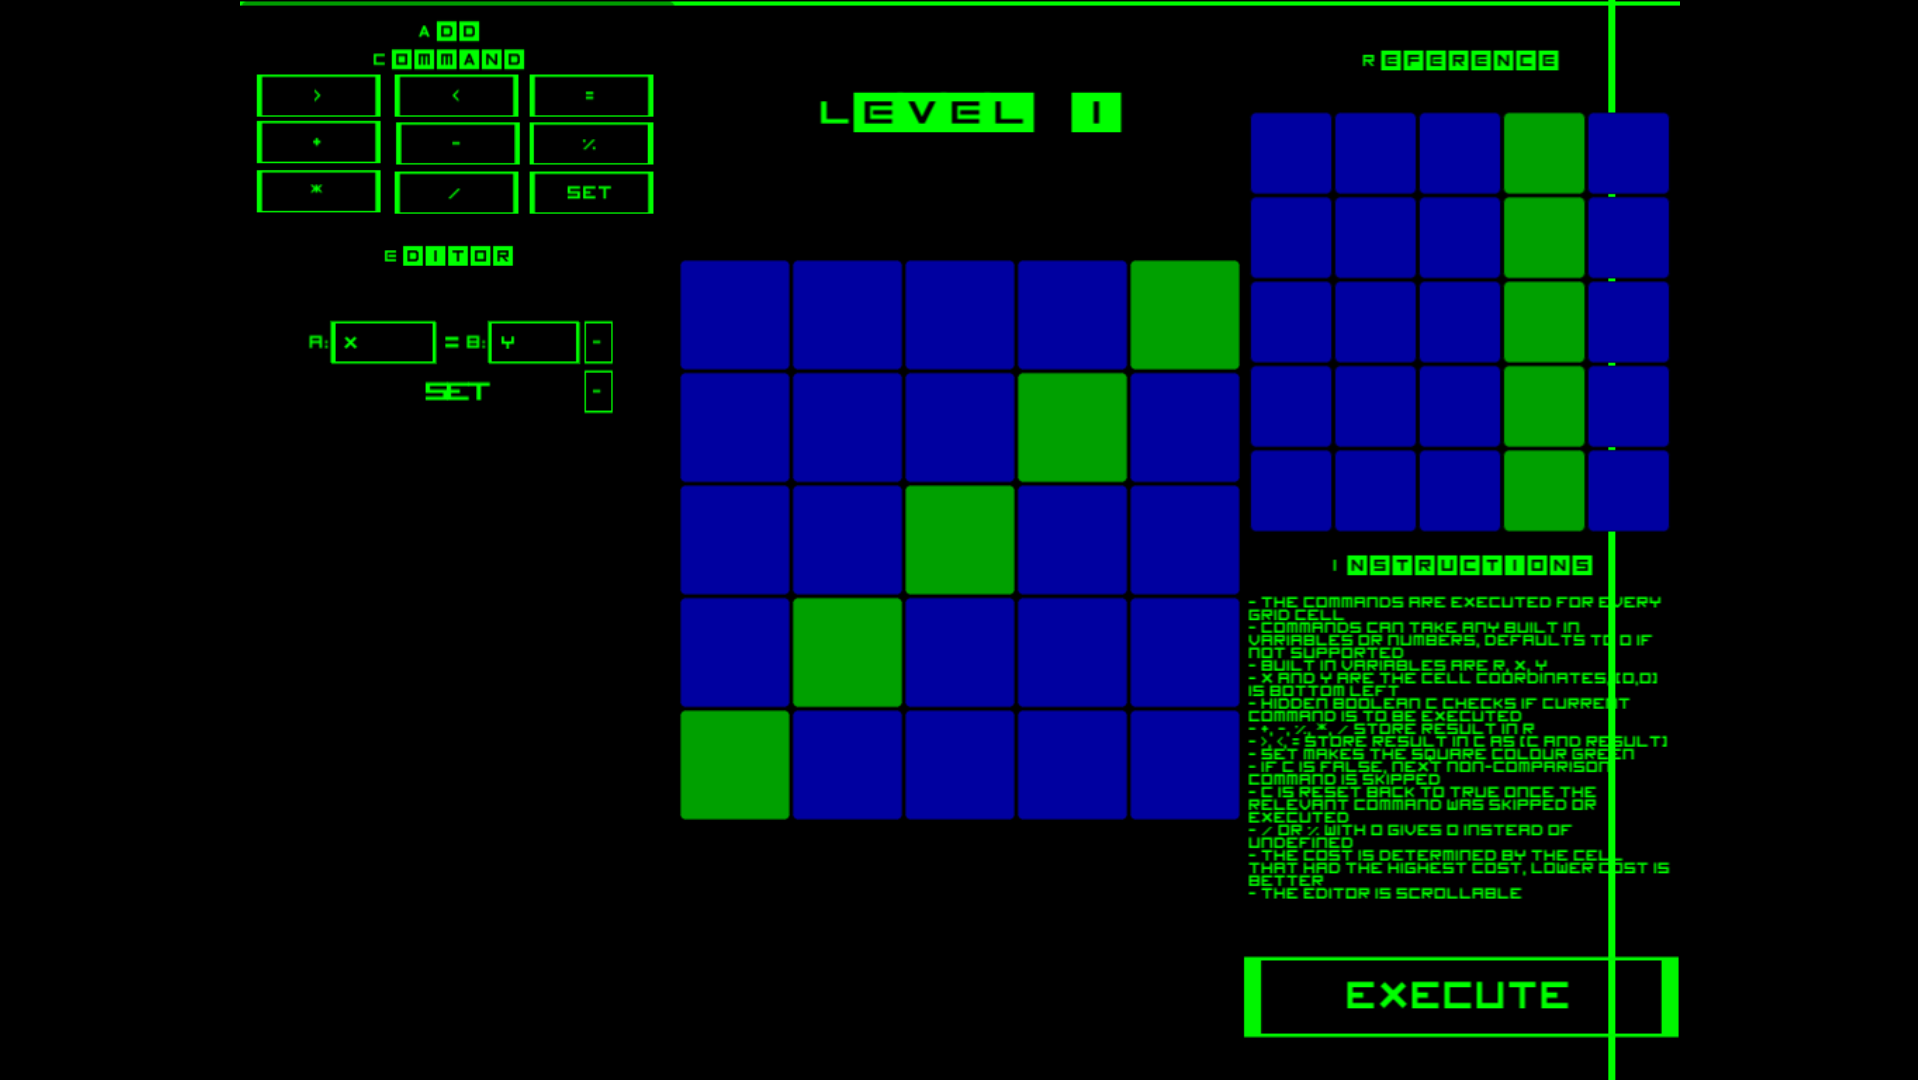 ADD
COMMAND
> < =
+ - %
* / SET
EDITOR
A: X = B: Y -
SET -
LEVEL 1
REFERENCE
INSTRUCTIONS
- THE COMMANDS ARE EXECUTED FOR EVERY
GRID CELL
- COMMANDS CAN TAKE ANY BUILT IN
VARIABLES OR NUMBERS, DEFAULTS TO 0 IF
NOT SUPPORTED
- BUILT IN VARIABLES ARE R, X, Y
- X AND Y ARE THE CELL COORDINATES, (0,0)
IS BOTTOM LEFT
- HIDDEN BOOLEAN C CHECKS IF CURRENT
COMMAND IS TO BE EXECUTED
- +, -, %, *, / STORE RESULT IN R
- >, <, = STORE RESULT IN C AS (C AND RESULT)
- SET MAKES THE SQUARE COLOUR GREEN
- IF C IS FALSE, NEXT NON-COMPARISON
COMMAND IS SKIPPED
- C IS RESET BACK TO TRUE ONCE THE
RELEVANT COMMAND WAS SKIPPED OR
EXECUTED
- / OR % WITH 0 GIVES 0 INSTEAD OF
UNDEFINED
- THE COST IS DETERMINED BY THE CELL
THAT HAD THE HIGHEST COST, LOWER COST IS
BETTER
- THE EDITOR IS SCROLLABLE
EXECUTE